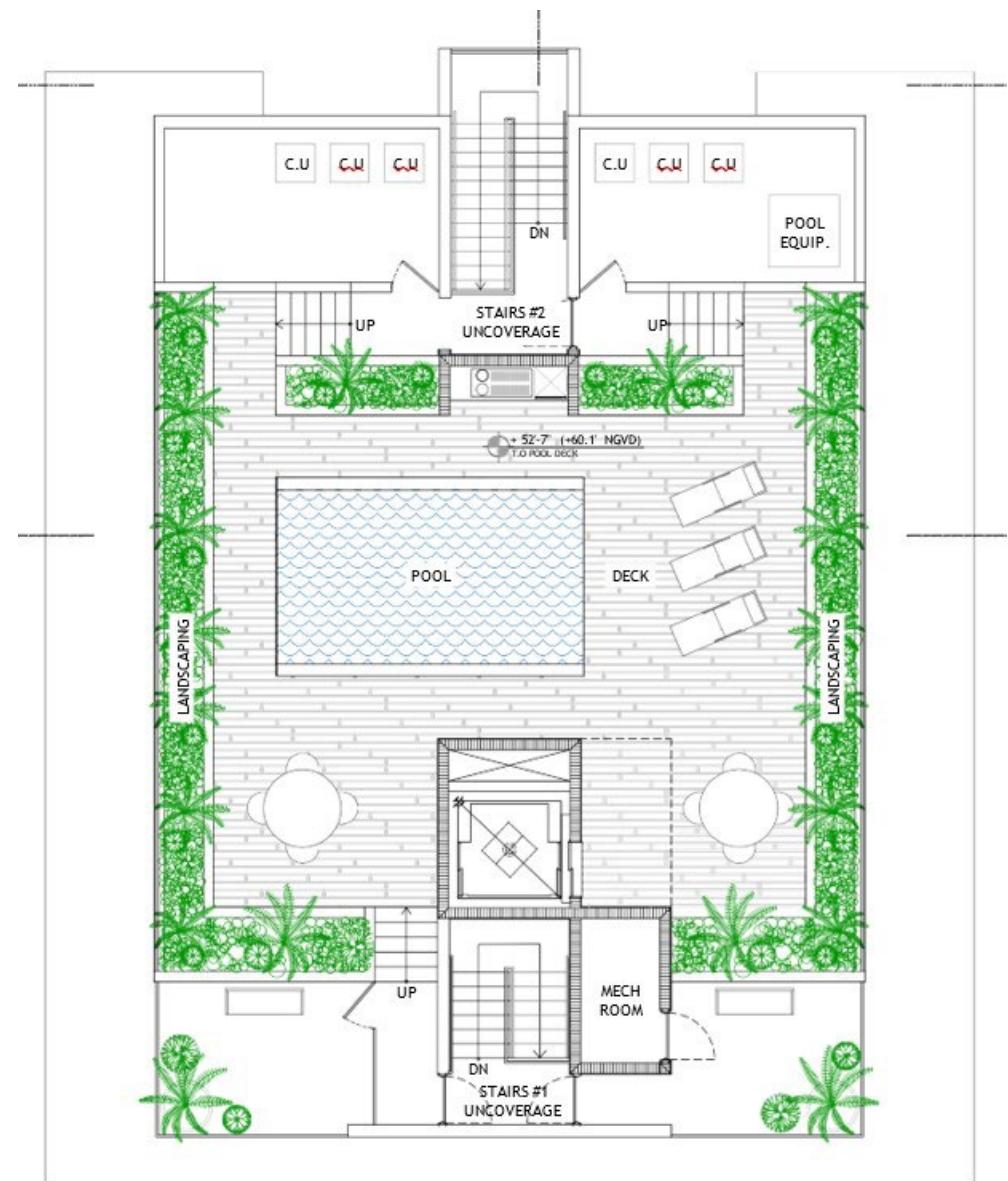 C.U
C.U
C.U
C.U
C.U
C.U
POOL
EQUIP.
DN
STAIRS #2
UNCOVERAGE
UP
UP
+ 52'-7" (+60.1' NGVD)
T.O POOL DECK
POOL
DECK
LANDSCAPING
LANDSCAPING
UP
MECH
ROOM
DN
STAIRS #1
UNCOVERAGE